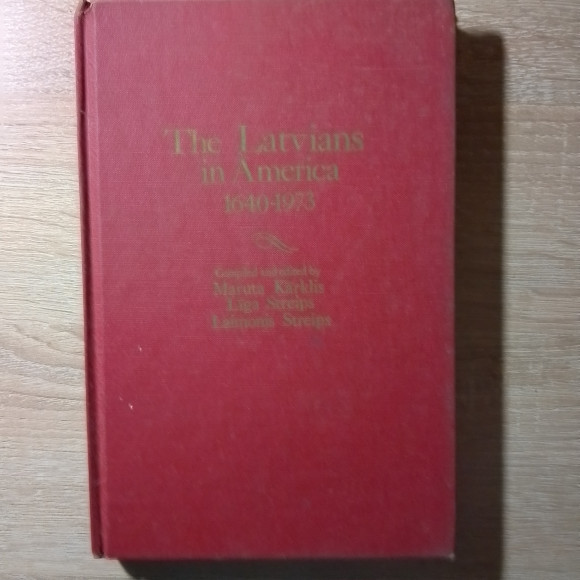 The Latvians
in America
1640-1973
Compiled and edited by
Maruta Kārklis
Līga Streips
Laimonis Streips